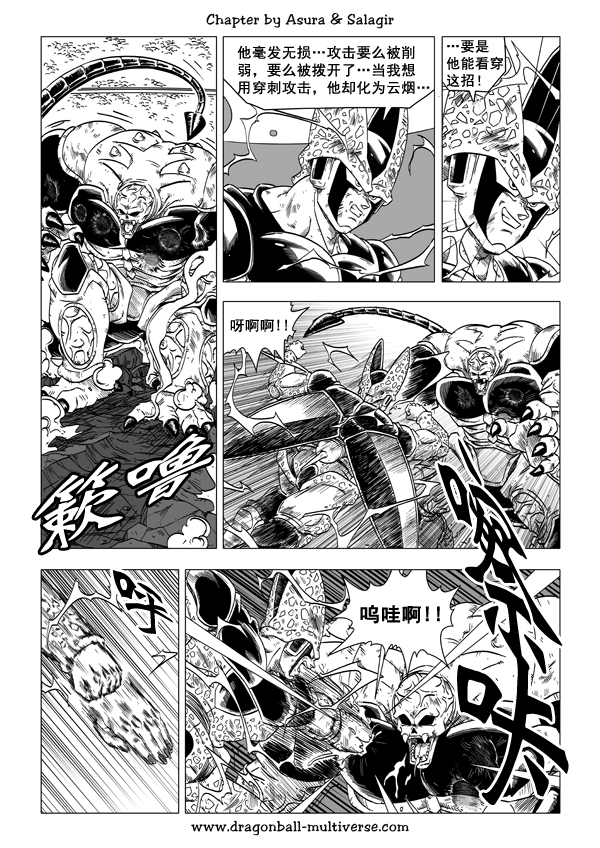 Chapter by Asura & Salagir
他毫发无损…攻击要么被削
弱，要么被拨开了…当我想
用穿刺攻击，他却化为云烟…
…要是
他能看穿
这招！
呀啊啊!!
簌噜
呼
呜哇啊!!
www.dragonball-multiverse.com